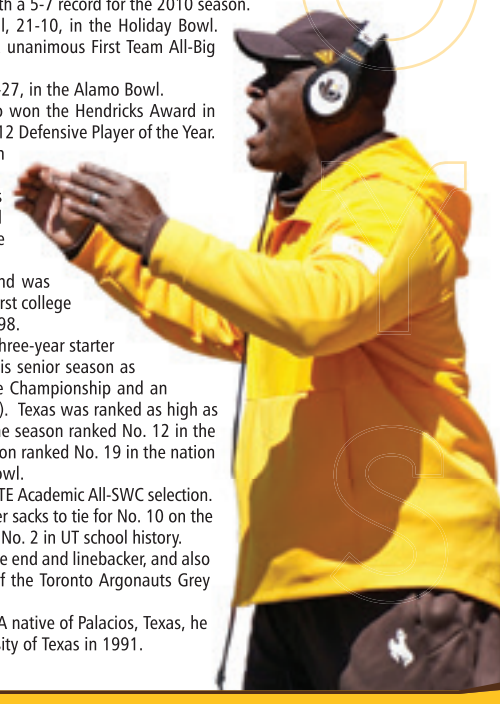 th a 5-7 record for the 2010 season.
l, 21-10, in the Holiday Bowl.
unanimous First Team All-Big
-27, in the Alamo Bowl.
o won the Hendricks Award in
12 Defensive Player of the Year.
n
s
l
e
nd was
rst college
98.
hree-year starter
is senior season as
e Championship and an
). Texas was ranked as high as
he season ranked No. 12 in the
on ranked No. 19 in the nation
owl.
TE Academic All-SWC selection.
er sacks to tie for No. 10 on the
No. 2 in UT school history.
e end and linebacker, and also
f the Toronto Argonauts Grey
A native of Palacios, Texas, he
sity of Texas in 1991.